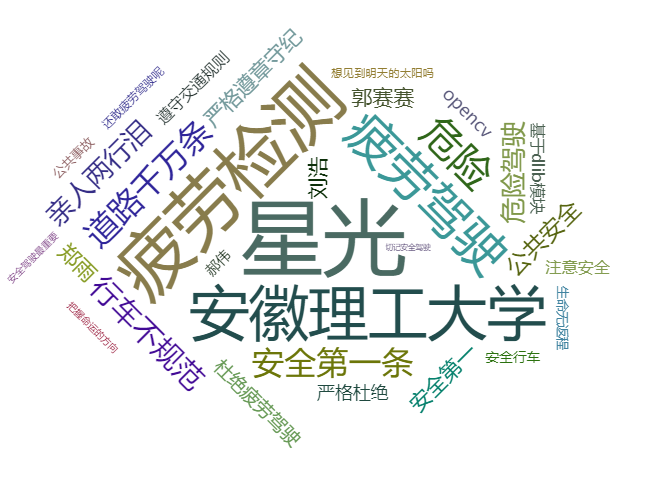 想见到明天的太阳吗
严格遵章守纪
遵守交通规则
还敢疲劳驾驶呢
郭赛赛
opencv
疲劳检测
疲劳驾驶
危险
危险驾驶
基于dlib模块
公共事故
亲人两行泪
道路千万条
刘浩
星光
公共安全
切记安全驾驶
安全驾驶最重要
郑雨
郝伟
注意安全
行车不规范
安徽理工大学
生命无返程
把握命运的方向
安全第一条
安全第一
安全行车
杜绝疲劳驾驶
严格杜绝